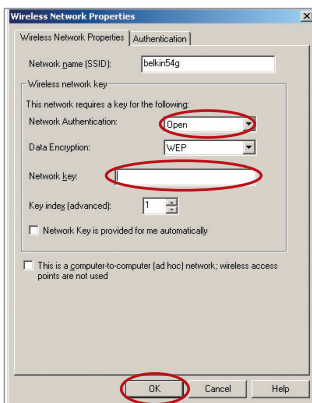 Wireless Network Properties
Wireless Network Properties Authentication
Network name (SSID): belkin54g
Wireless network key
This network requires a key for the following:
Network Authentication: Open
Data Encryption: WEP
Network key:
Key index (advanced): 1
Network Key is provided for me automatically
This is a computer-to-computer (ad hoc) network; wireless access
points are not used
OK Cancel Help